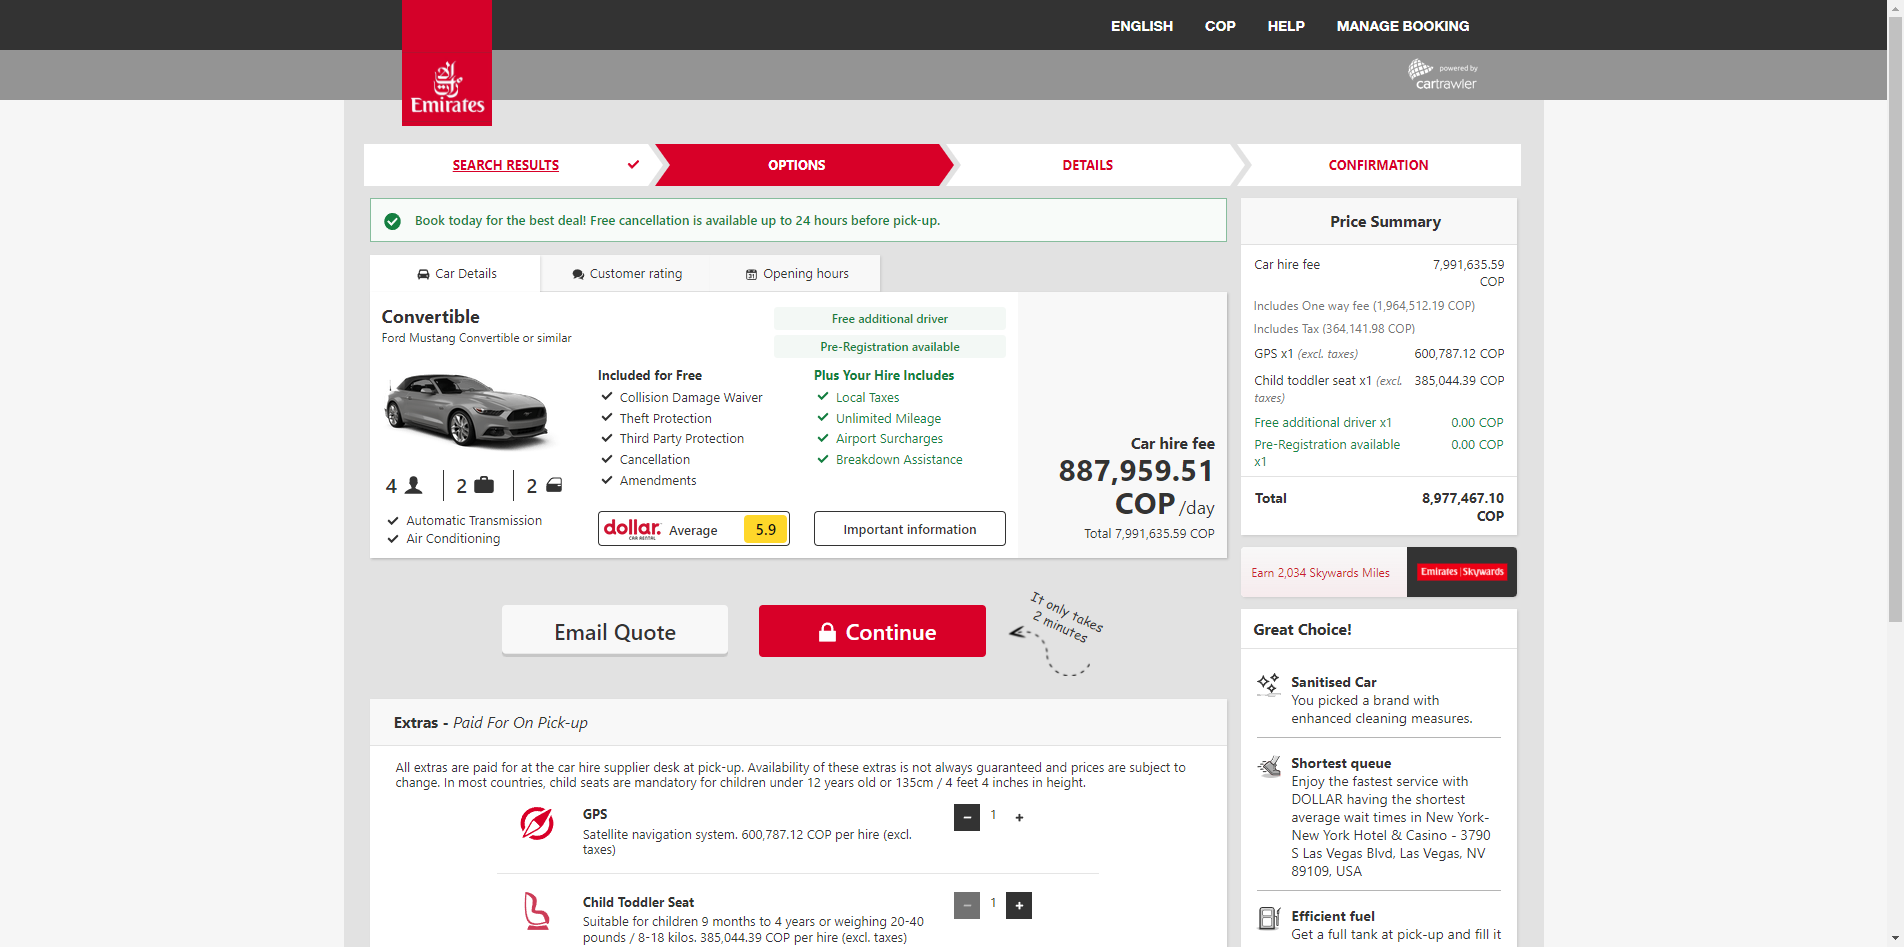 ENGLISH COP HELP MANAGE BOOKING
powered by
cartrawler
Emirates
SEARCH RESULTS OPTIONS DETAILS CONFIRMATION
Book today for the best deal! Free cancellation is available up to 24 hours before pick-up.
Car Details Customer rating Opening hours
Convertible
Ford Mustang Convertible or similar
4 2 2
Automatic Transmission
Air Conditioning
Included for Free
Collision Damage Waiver
Theft Protection
Third Party Protection
Cancellation
Amendments
dollar. CAR RENTAL Average 5.9
Free additional driver
Pre-Registration available
Plus Your Hire Includes
Local Taxes
Unlimited Mileage
Airport Surcharges
Breakdown Assistance
Important information
Car hire fee
887,959.51
COP /day
Total 7,991,635.59 COP
Email Quote
Continue
It only takes
2 minutes
Extras - Paid For On Pick-up
All extras are paid for at the car hire supplier desk at pick-up. Availability of these extras is not always guaranteed and prices are subject to
change. In most countries, child seats are mandatory for children under 12 years old or 135cm / 4 feet 4 inches in height.
GPS
Satellite navigation system. 600,787.12 COP per hire (excl.
taxes)
− 1 +
Child Toddler Seat
Suitable for children 9 months to 4 years or weighing 20-40
pounds / 8-18 kilos. 385,044.39 COP per hire (excl. taxes)
− 1 +
Price Summary
Car hire fee 7,991,635.59
COP
Includes One way fee (1,964,512.19 COP)
Includes Tax (364,141.98 COP)
GPS x1 (excl. taxes) 600,787.12 COP
Child toddler seat x1 (excl. 385,044.39 COP
taxes)
Free additional driver x1 0.00 COP
Pre-Registration available 0.00 COP
x1
Total 8,977,467.10
COP
Earn 2,034 Skywards Miles
Emirates | Skywards
Great Choice!
Sanitised Car
You picked a brand with
enhanced cleaning measures.
Shortest queue
Enjoy the fastest service with
DOLLAR having the shortest
average wait times in New York-
New York Hotel & Casino - 3790
S Las Vegas Blvd, Las Vegas, NV
89109, USA
Efficient fuel
Get a full tank at pick-up and fill it